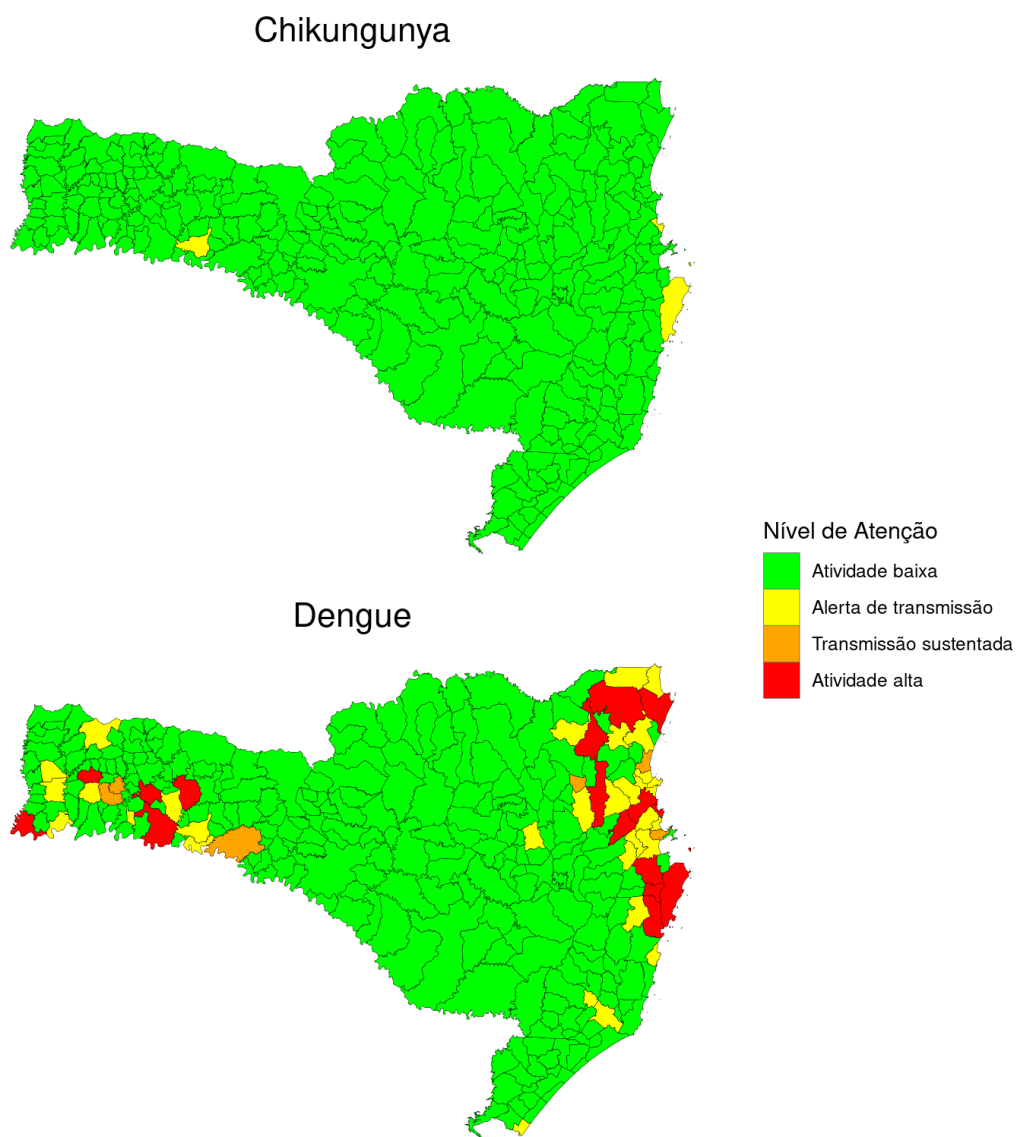 Chikungunya
Nível de Atenção
Atividade baixa
Alerta de transmissão
Transmissão sustentada
Atividade alta
Dengue